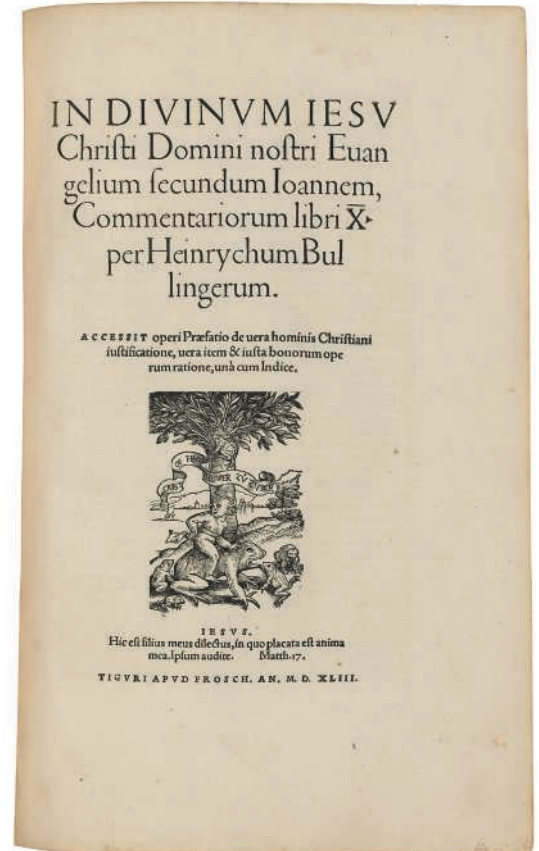 IN DIVINVM IESV
Chriſti Domini noſtri Euan
gelium ſecundum Ioannem,
Commentariorum libri X̅.
per Heinrychum Bul
lingerum.
ACCESSIT operi Præfatio de uera hominis Chriſtiani
iuſtificatione, uera item & iuſta bonorum ope
rum ratione, unà cum Indice.
IESVS.
Hic eſt filius meus dilectus, in quo placata eſt anima
mea. Ipſum audite. Matth. 17.
TIGVRI APVD FROSCH. AN. M. D. XLIII.